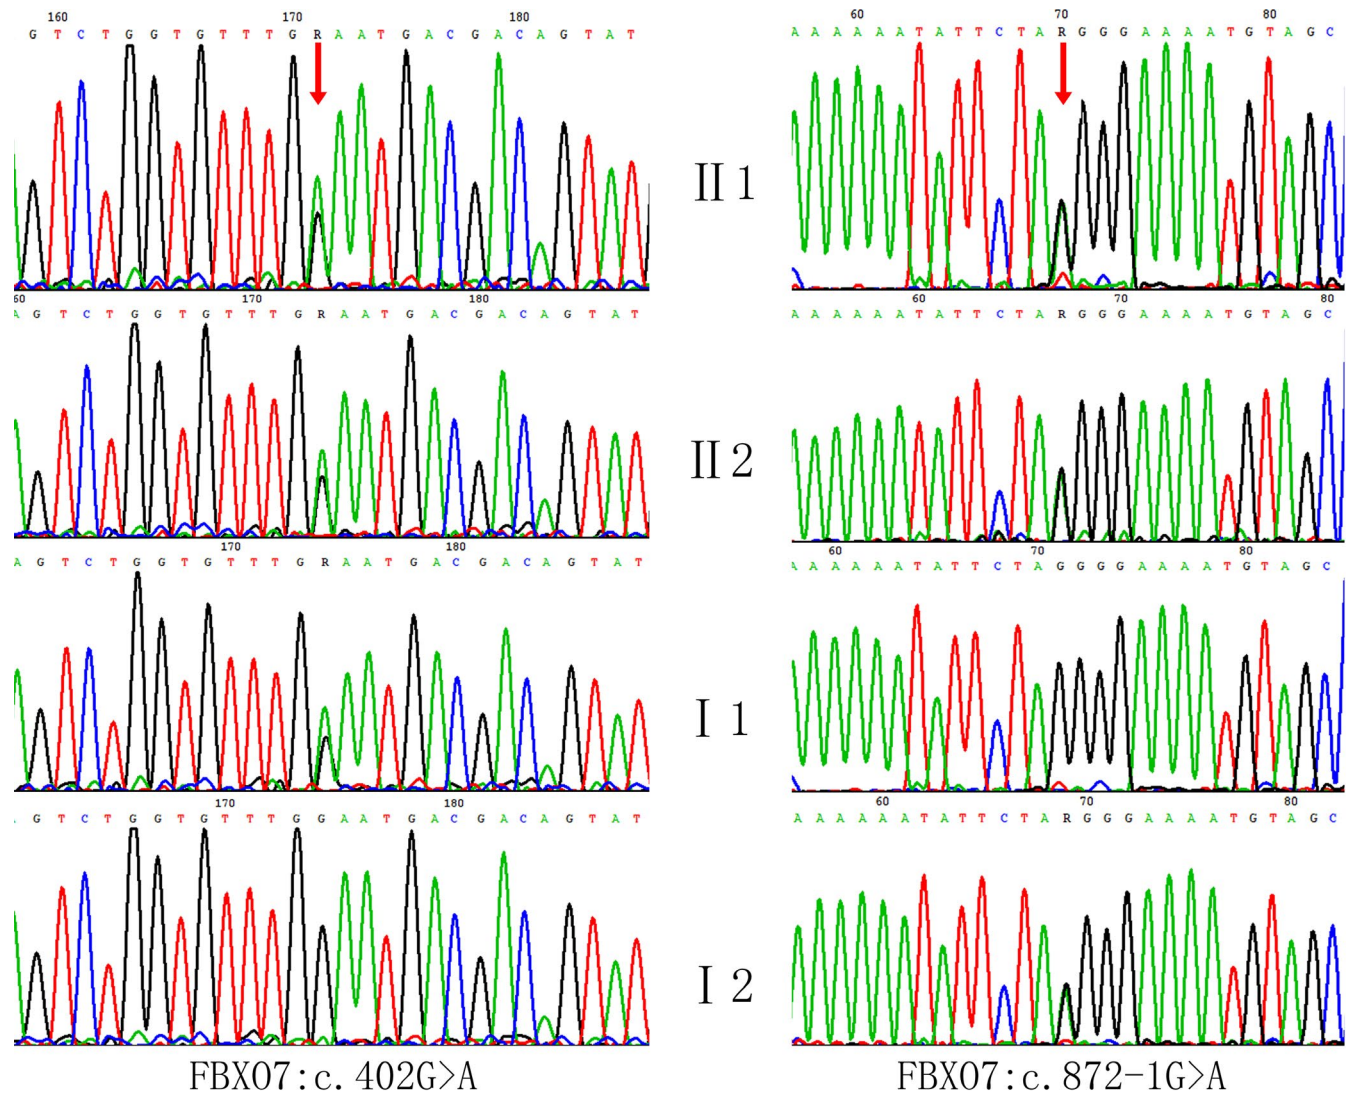 160 170 180
G T C T G G T G T T T G R A A T G A C G A C A G T A T
60 70 80
A A A A A A T A T T C T A R G G G A A A A T G T A G C
II 1
60 170 180
A G T C T G G T G T T T G R A A T G A C G A C A G T A T
60 70 80
A A A A A A T A T T C T A R G G G A A A A T G T A G C
II 2
170 180
A G T C T G G T G T T T G R A A T G A C G A C A G T A T
60 70 80
A A A A A A T A T T C T A G G G G A A A A T G T A G C
I 1
170 180
G T C T G G T G T T T G G A A T G A C G A C A G T A T
60 70 80
A A A A A A T A T T C T A R G G G A A A A T G T A G C
I 2
FBXO7:c.402G>A
FBXO7:c.872-1G>A